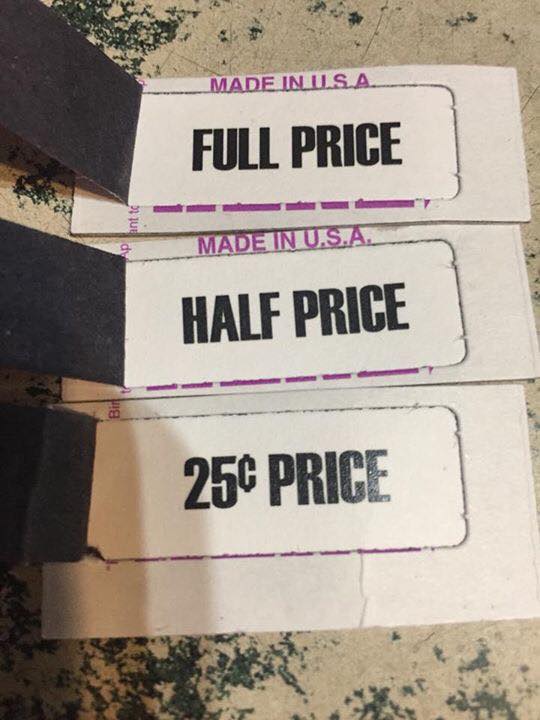 MADE IN U.S.A.
FULL PRICE
MADE IN U.S.A.
HALF PRICE
25¢ PRICE